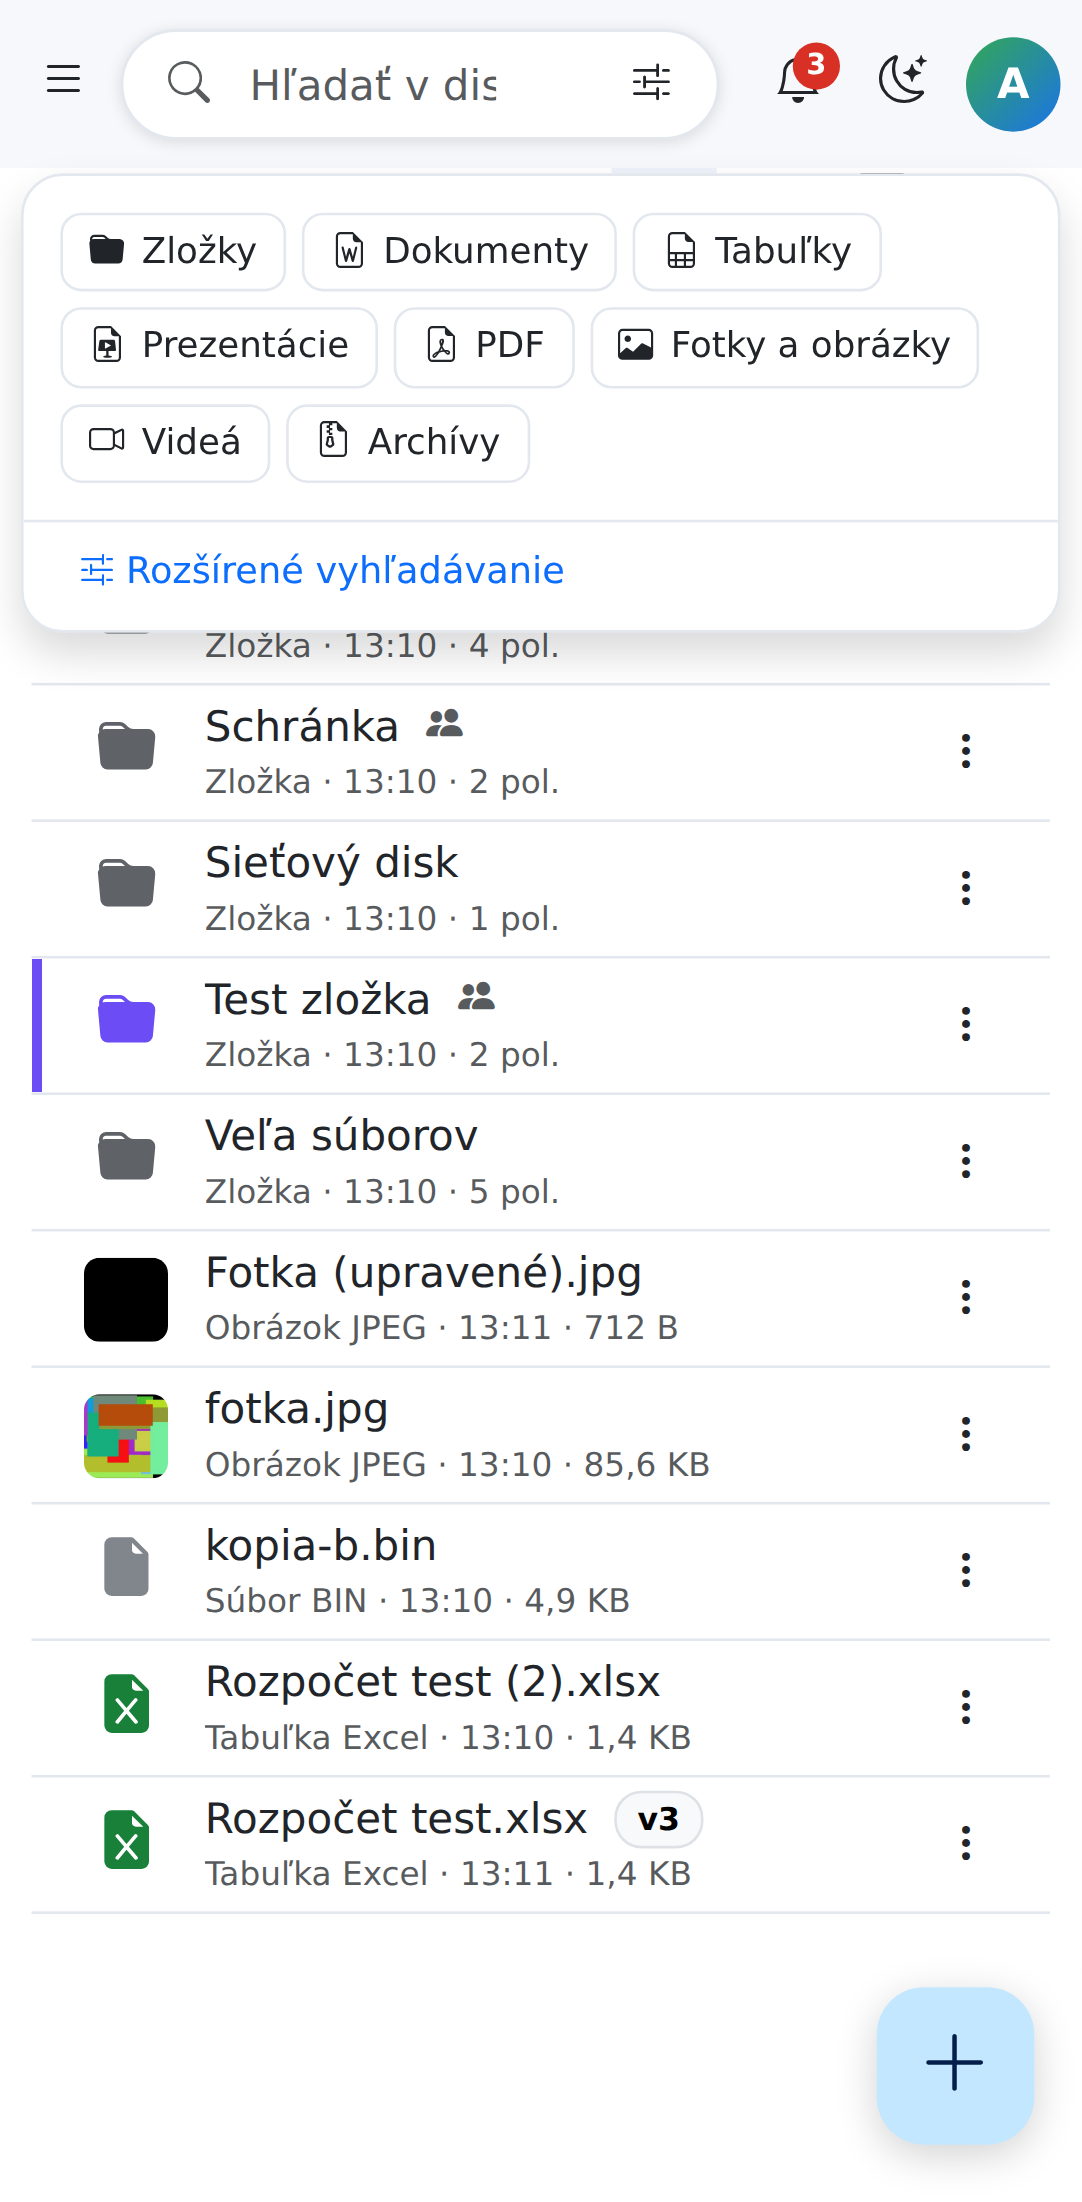 Hľadať v dis
3
A
Zložky
Dokumenty
Tabuľky
Prezentácie
PDF
Fotky a obrázky
Videá
Archívy
Rozšírené vyhľadávanie
Zložka · 13:10 · 4 pol.
Schránka
Zložka · 13:10 · 2 pol.
Sieťový disk
Zložka · 13:10 · 1 pol.
Test zložka
Zložka · 13:10 · 2 pol.
Veľa súborov
Zložka · 13:10 · 5 pol.
Fotka (upravené).jpg
Obrázok JPEG · 13:11 · 712 B
fotka.jpg
Obrázok JPEG · 13:10 · 85,6 KB
kopia-b.bin
Súbor BIN · 13:10 · 4,9 KB
Rozpočet test (2).xlsx
Tabuľka Excel · 13:10 · 1,4 KB
Rozpočet test.xlsx v3
Tabuľka Excel · 13:11 · 1,4 KB